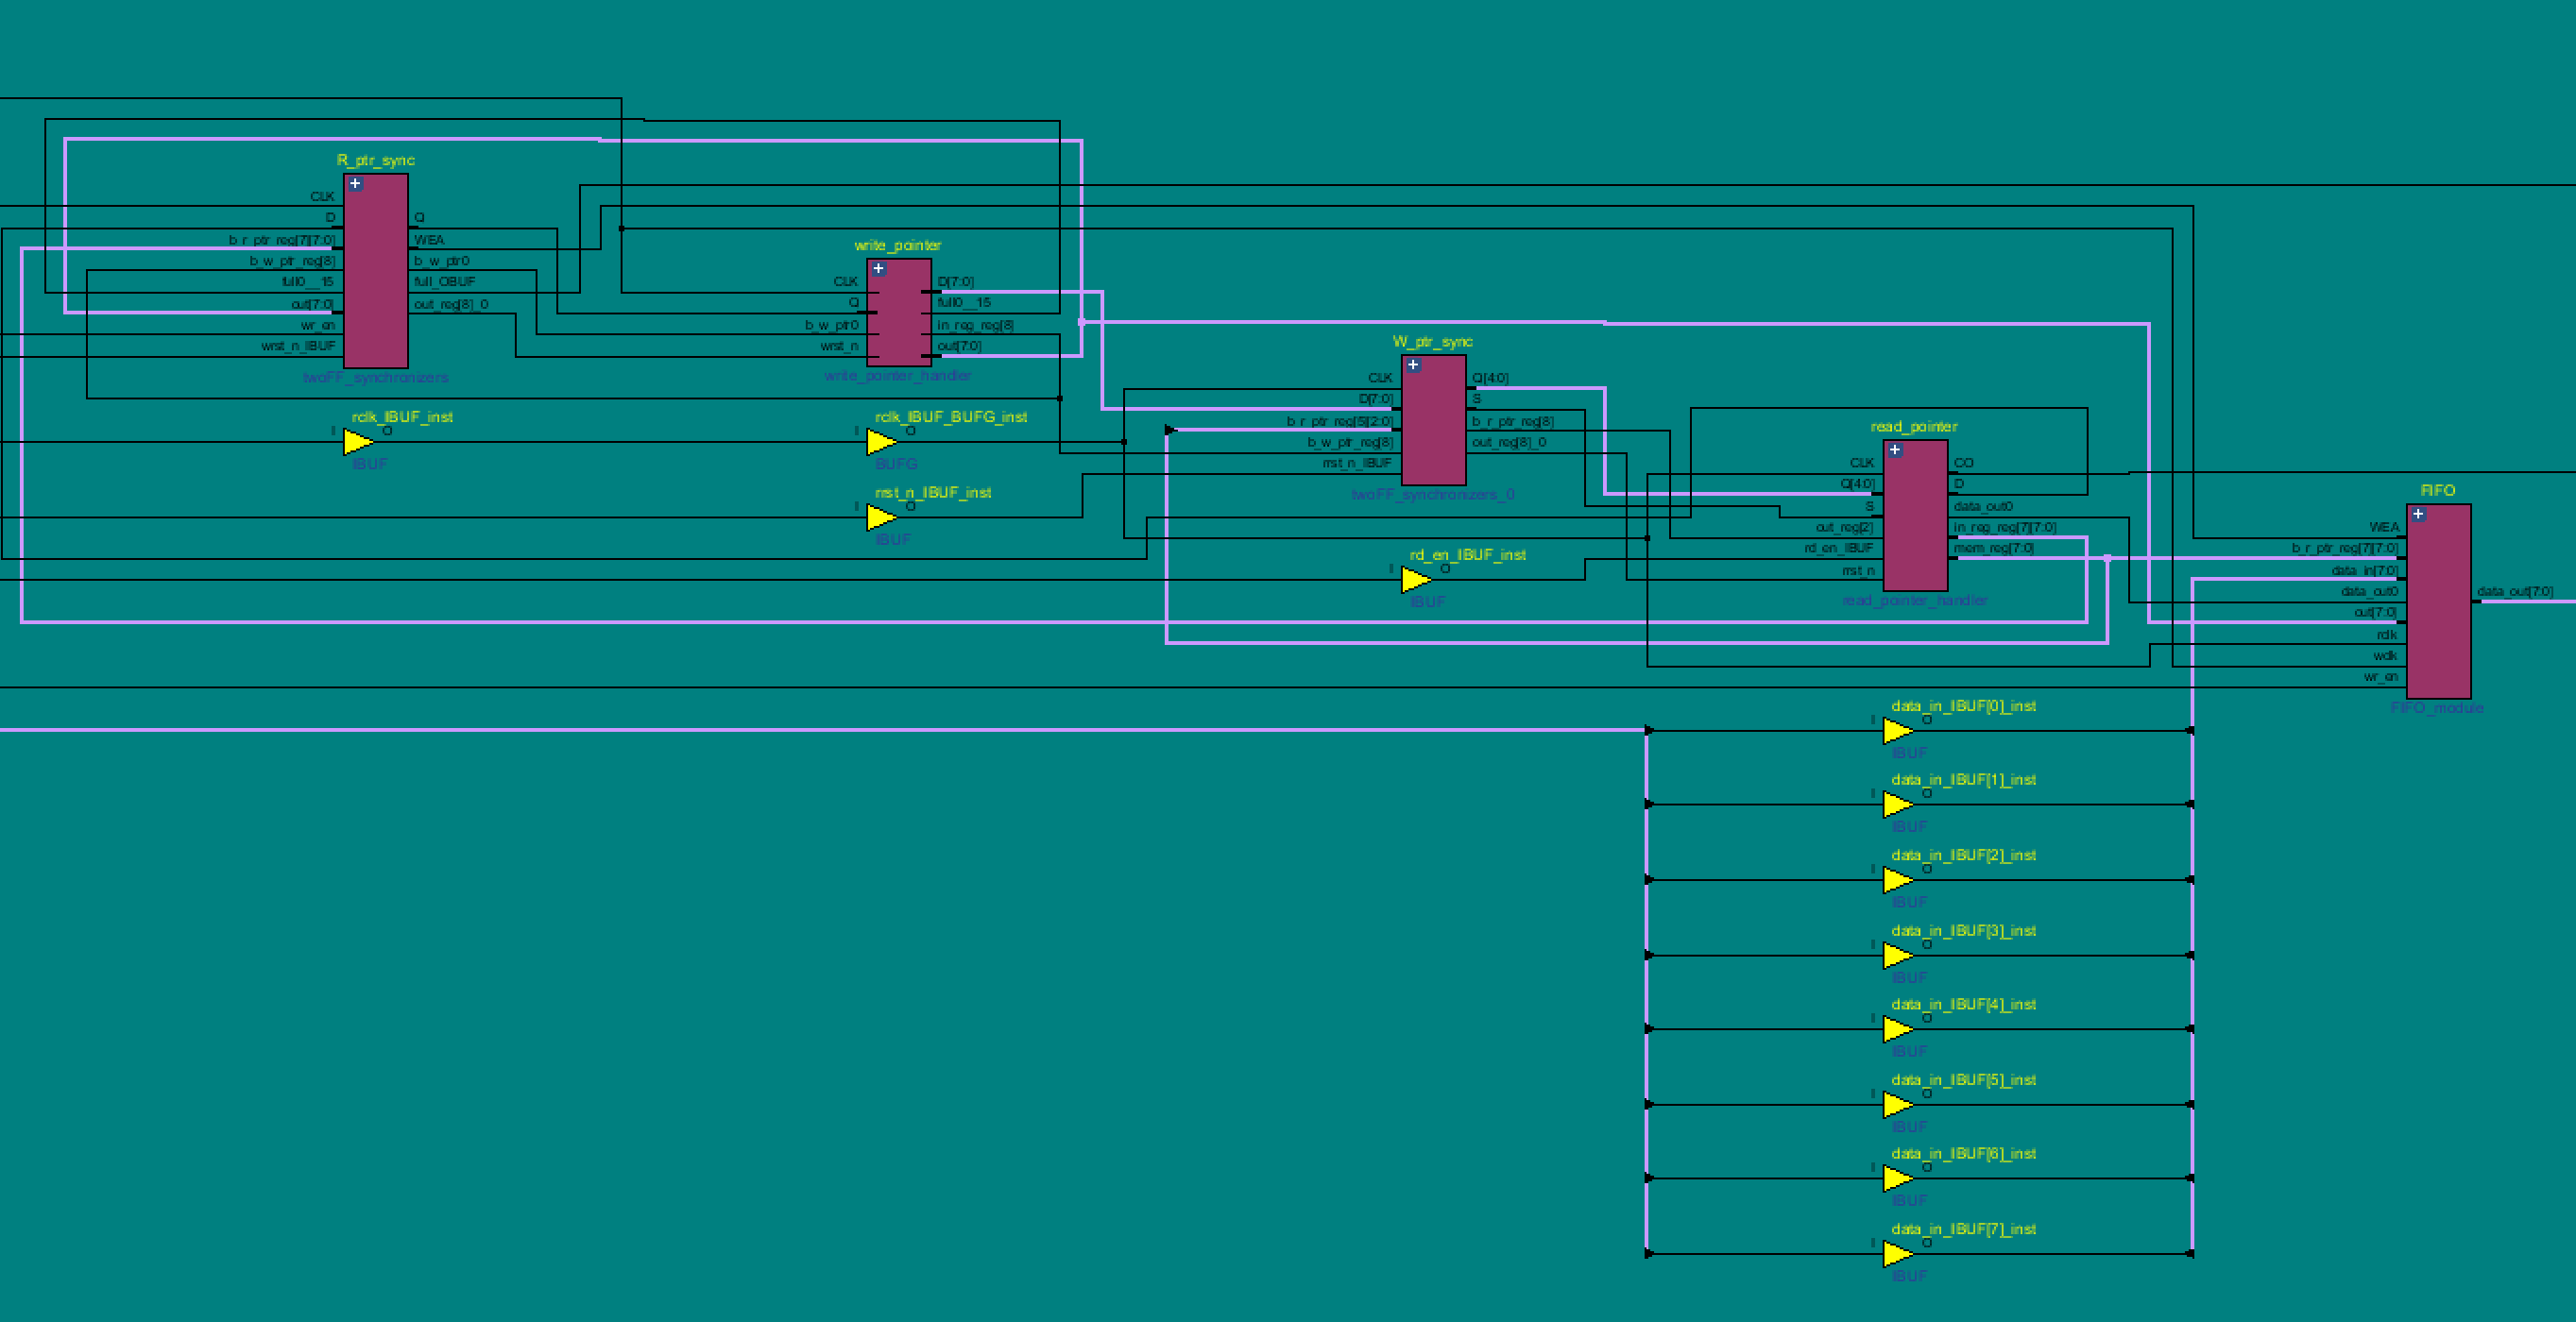 R_ptr_sync
CLK
D
b_r_ptr_reg[7][7:0]
b_w_ptr_reg[8]
full0__15
out[7:0]
wr_en
wrst_n_IBUF
Q
WEA
b_w_ptr0
full_OBUF
out_reg[8]_0
twoFF_synchronizers
write_pointer
CLK
Q
b_w_ptr0
wrst_n
D[7:0]
full0__15
in_reg_reg[8]
out[7:0]
write_pointer_handler
rclk_IBUF_inst
I
O
IBUF
rclk_IBUF_BUFG_inst
I
O
BUFG
rrst_n_IBUF_inst
I
O
IBUF
W_ptr_sync
CLK
D[7:0]
b_r_ptr_reg[5][2:0]
b_w_ptr_reg[8]
rrst_n_IBUF
Q[4:0]
S
b_r_ptr_reg[8]
out_reg[8]_0
twoFF_synchronizers_0
rd_en_IBUF_inst
I
O
IBUF
read_pointer
CLK
Q[4:0]
S
out_reg[2]
rd_en_IBUF
rrst_n
CO
D
data_out0
in_reg_reg[7][7:0]
mem_reg[7:0]
read_pointer_handler
FIFO
WEA
b_r_ptr_reg[7][7:0]
data_in[7:0]
data_out0
out[7:0]
rclk
wclk
wr_en
data_out[7:0]
FIFO_module
data_in_IBUF[0]_inst
I
O
IBUF
data_in_IBUF[1]_inst
I
O
IBUF
data_in_IBUF[2]_inst
I
O
IBUF
data_in_IBUF[3]_inst
I
O
IBUF
data_in_IBUF[4]_inst
I
O
IBUF
data_in_IBUF[5]_inst
I
O
IBUF
data_in_IBUF[6]_inst
I
O
IBUF
data_in_IBUF[7]_inst
I
O
IBUF